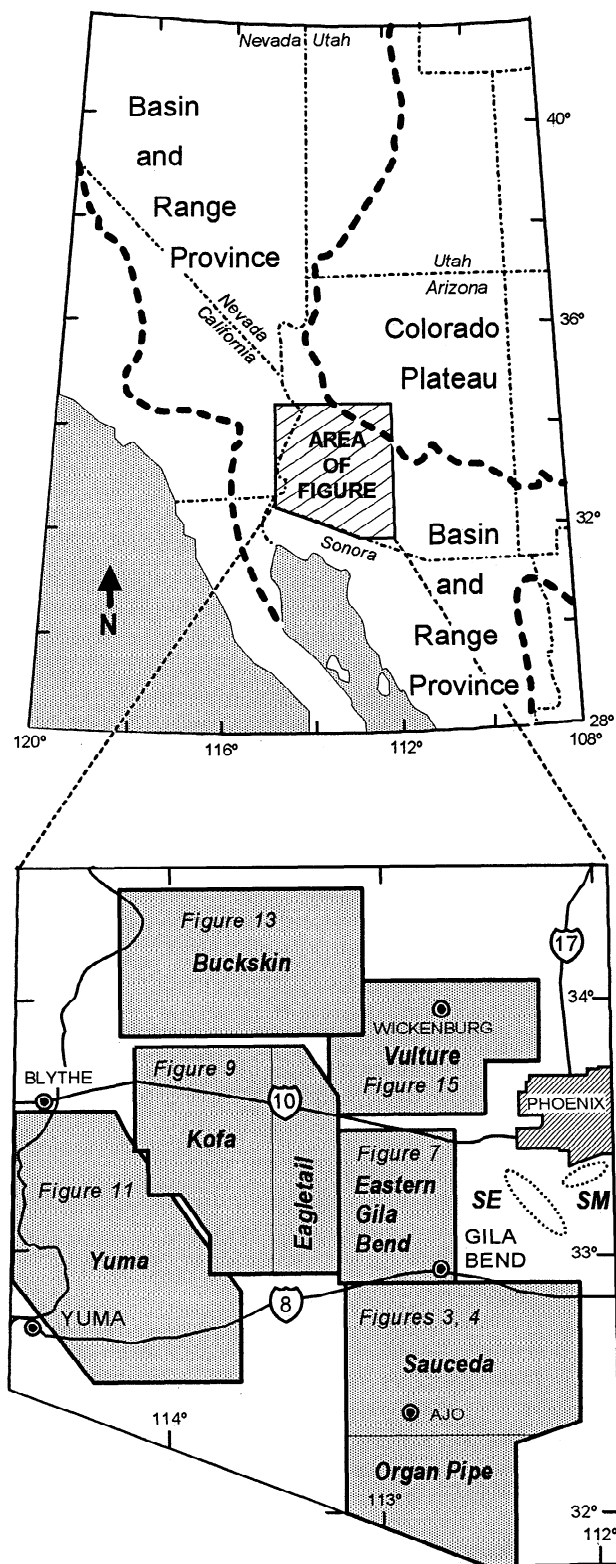 Nevada Utah
Basin
and
Range
Province
40°
Utah
Arizona
Nevada
California
Colorado
Plateau
36°
AREA
OF
FIGURE
32°
Sonora
Basin
and
Range
Province
N
28°
120°
116°
112°
108°
Figure 13
Buckskin
17
34°
WICKENBURG
Vulture
Figure 15
BLYTHE
Figure 9
10
PHOENIX
Kofa
Eagletail
Figure 7
Eastern
Gila
Bend
SE
SM
Figure 11
GILA
BEND
33°
Yuma
YUMA
8
Figures 3, 4
Sauceda
AJO
114°
Organ Pipe
113°
32°
112°